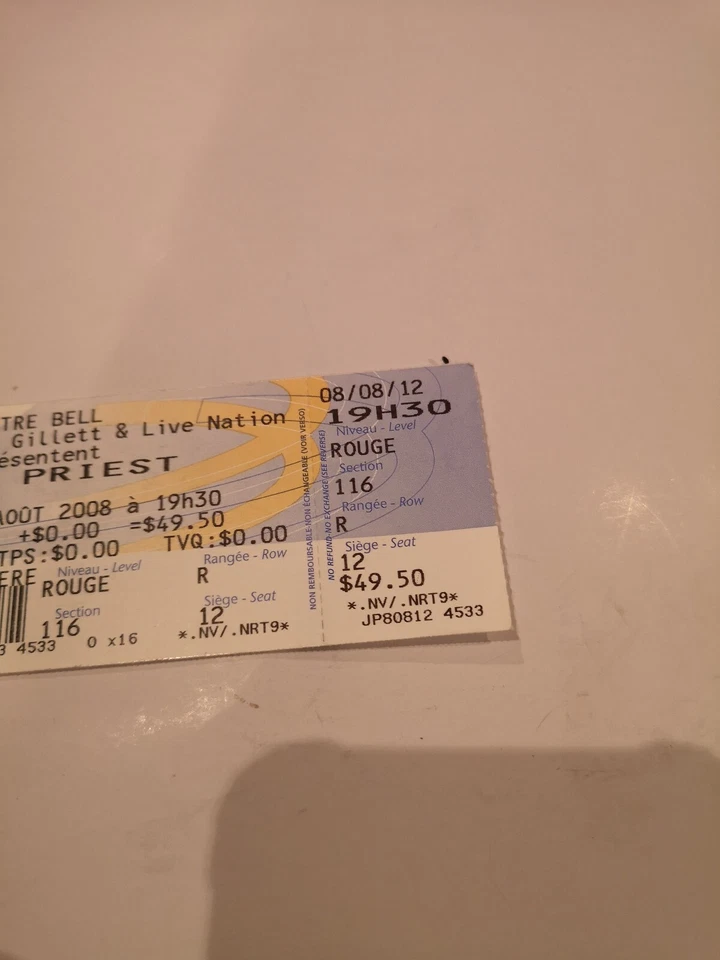 TRE BELL
Gillett & Live Nation
ésentent
PRIEST
AOÛT 2008 à 19h30
+$0.00 =$49.50
TPS:$0.00 TVQ:$0.00
ERE Niveau - Level
ROUGE
Rangée - Row
R
Section
116
Siège - Seat
12
3 4533 0 x16 *.NV/.NRT9*
NON REMBOURSABLE-NON ÉCHANGEABLE (VOIR VERSO)
NO REFUND-NO EXCHANGE (SEE REVERSE)
08/08/12
19H30
Niveau - Level
ROUGE
Section
116
Rangée - Row
R
Siège - Seat
12
$49.50
*.NV/.NRT9*
JP80812 4533